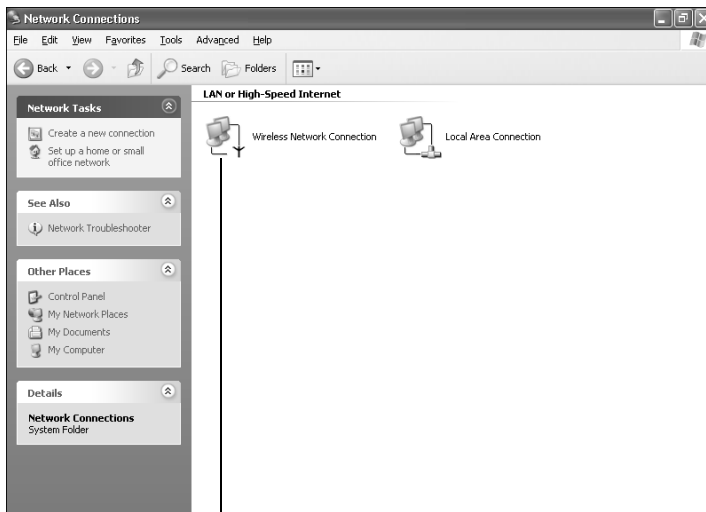 Network Connections
File Edit View Favorites Tools Advanced Help
Back Search Folders
Network Tasks
Create a new connection
Set up a home or small
office network
See Also
Network Troubleshooter
Other Places
Control Panel
My Network Places
My Documents
My Computer
Details
Network Connections
System Folder
LAN or High-Speed Internet
Wireless Network Connection
Local Area Connection